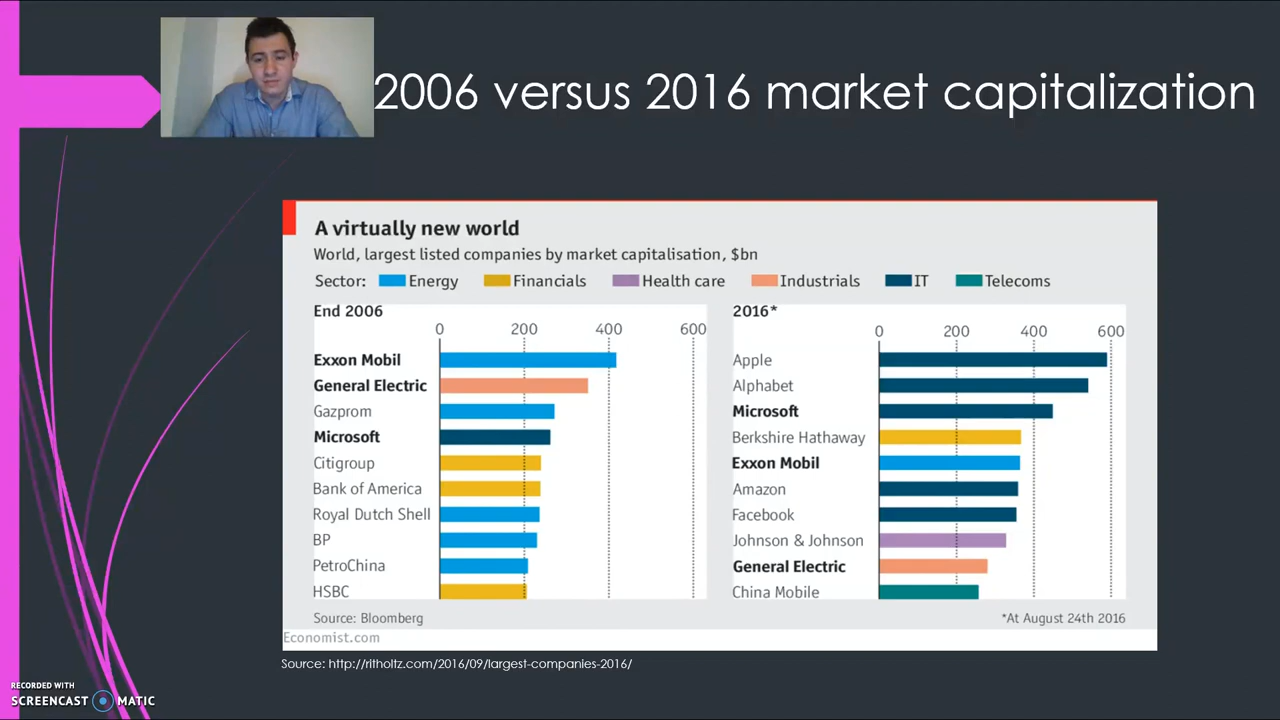 2006 versus 2016 market capitalization
A virtually new world
World, largest listed companies by market capitalisation, $bn
Sector: Energy Financials Health care Industrials IT Telecoms
End 2006
0 200 400 600
Exxon Mobil
General Electric
Gazprom
Microsoft
Citigroup
Bank of America
Royal Dutch Shell
BP
PetroChina
HSBC
Source: Bloomberg
2016*
0 200 400 600
Apple
Alphabet
Microsoft
Berkshire Hathaway
Exxon Mobil
Amazon
Facebook
Johnson & Johnson
General Electric
China Mobile
*At August 24th 2016
Economist.com
Source: http://ritholtz.com/2016/09/largest-companies-2016/
RECORDED WITH
SCREENCAST MATIC